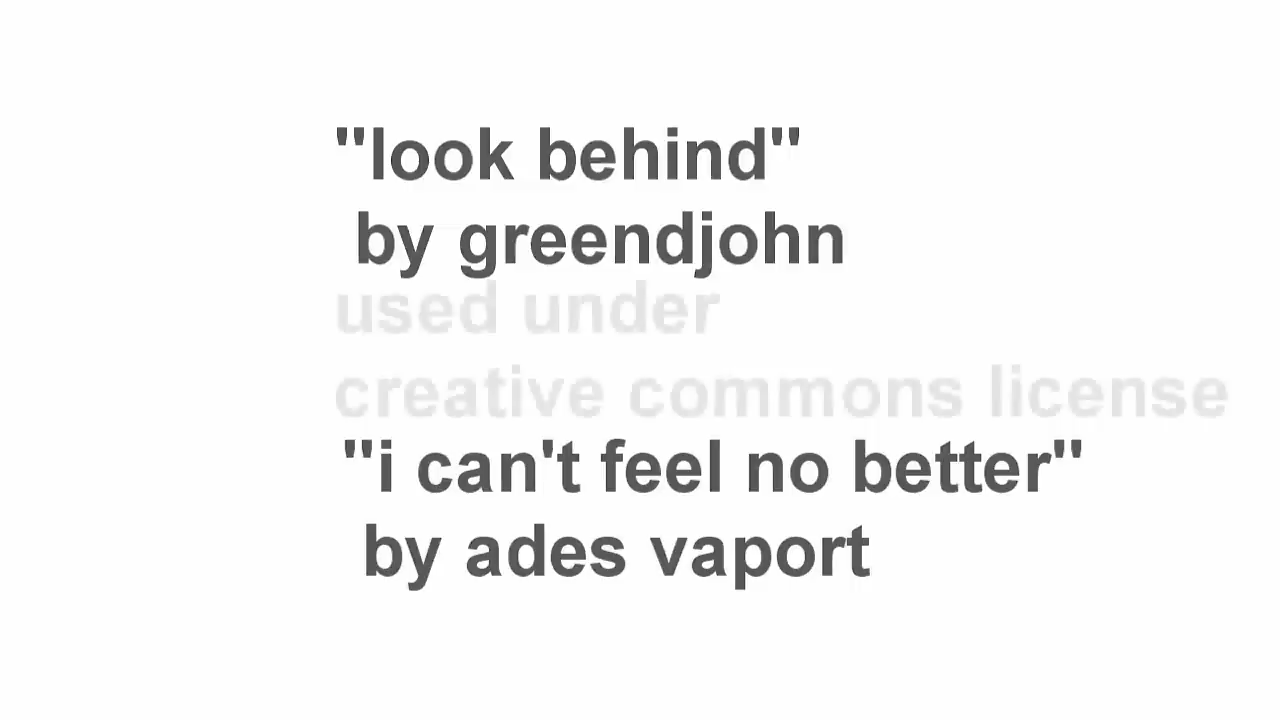 "look behind"
by greendjohn
used under
creative commons license
"i can't feel no better"
by ades vaport